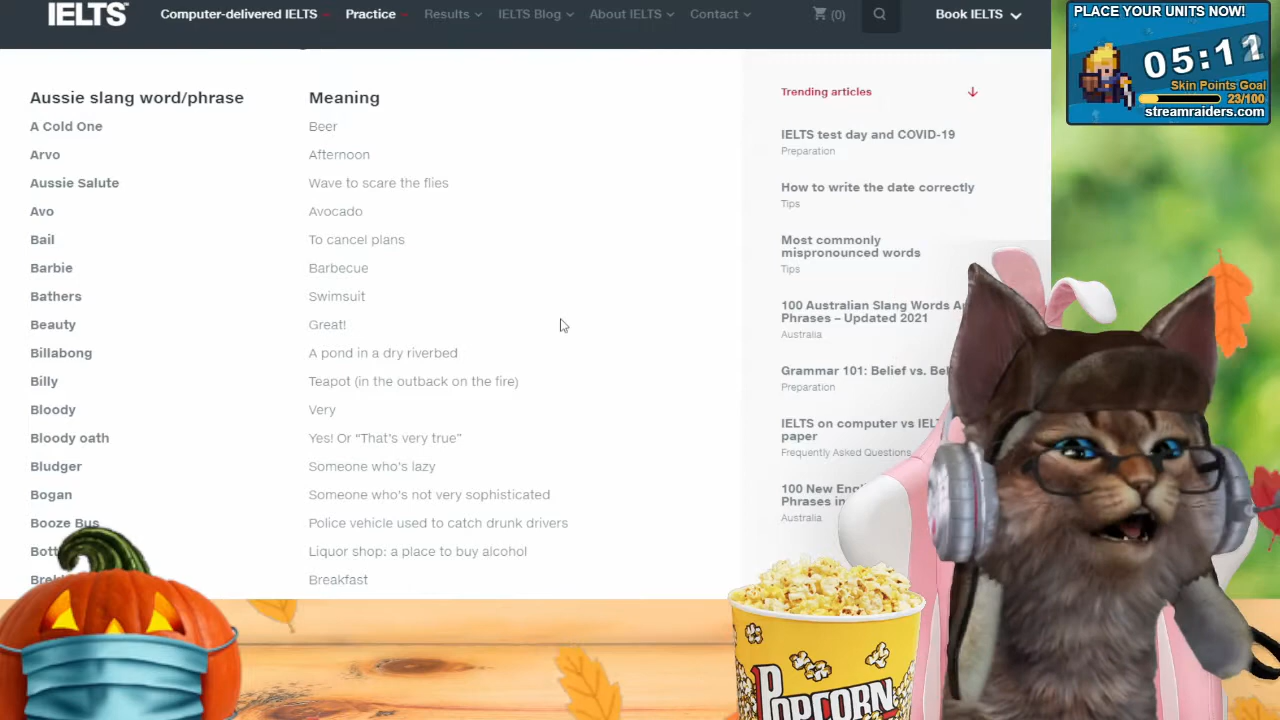 IELTS™
Computer-delivered IELTS
Practice
Results
IELTS Blog
About IELTS
Contact
(0)
Book IELTS
Aussie slang word/phrase Meaning
A Cold One Beer
Arvo Afternoon
Aussie Salute Wave to scare the flies
Avo Avocado
Bail To cancel plans
Barbie Barbecue
Bathers Swimsuit
Beauty Great!
Billabong A pond in a dry riverbed
Billy Teapot (in the outback on the fire)
Bloody Very
Bloody oath Yes! Or “That's very true”
Bludger Someone who's lazy
Bogan Someone who's not very sophisticated
Booze Bus Police vehicle used to catch drunk drivers
Liquor shop: a place to buy alcohol
Breakfast
Trending articles
IELTS test day and COVID-19
Preparation
How to write the date correctly
Tips
Most commonly
mispronounced words
Tips
100 Australian Slang Words
Phrases – Updated 2021
Australia
Grammar 101: Belief vs.
Preparation
IELTS on computer vs
paper
Frequently Asked Questions
100 New
Phrases in
Australia
PLACE YOUR UNITS NOW!
Skin Points Goal
23/100
streamraiders.com
POPCORN